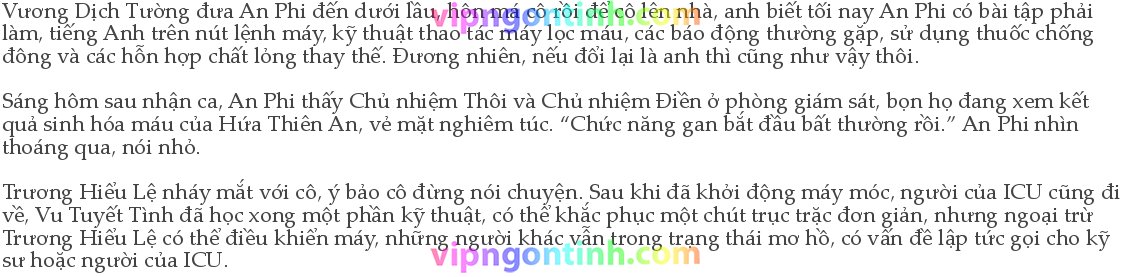 Vương Dịch Tường đưa An Phi đến dưới lầu, hôn má cô rồi để cô lên nhà, anh biết tối nay An Phi có bài tập phải
làm, tiếng Anh trên nút lệnh máy, kỹ thuật thao tác máy lọc máu, các báo động thường gặp, sử dụng thuốc chống
đông và các hỗn hợp chất lỏng thay thế. Đương nhiên, nếu đổi lại là anh thì cũng như vậy thôi.
vipngontinh.com
Sáng hôm sau nhận ca, An Phi thấy Chủ nhiệm Thôi và Chủ nhiệm Điền ở phòng giám sát, bọn họ đang xem kết
quả sinh hóa máu của Hứa Thiên An, vẻ mặt nghiêm túc. “Chức năng gan bắt đầu bất thường rồi.” An Phi nhìn
thoáng qua, nói nhỏ.
Trương Hiểu Lệ nháy mắt với cô, ý bảo cô đừng nói chuyện. Sau khi đã khởi động máy móc, người của ICU cũng đi
về, Vu Tuyết Tình đã học xong một phần kỹ thuật, có thể khắc phục một chút trục trặc đơn giản, nhưng ngoại trừ
Trương Hiểu Lệ có thể điều khiển máy, những người khác vẫn trong trạng thái mơ hồ, có vấn đề lập tức gọi cho kỹ
sư hoặc người của ICU.
vipngontinh.com